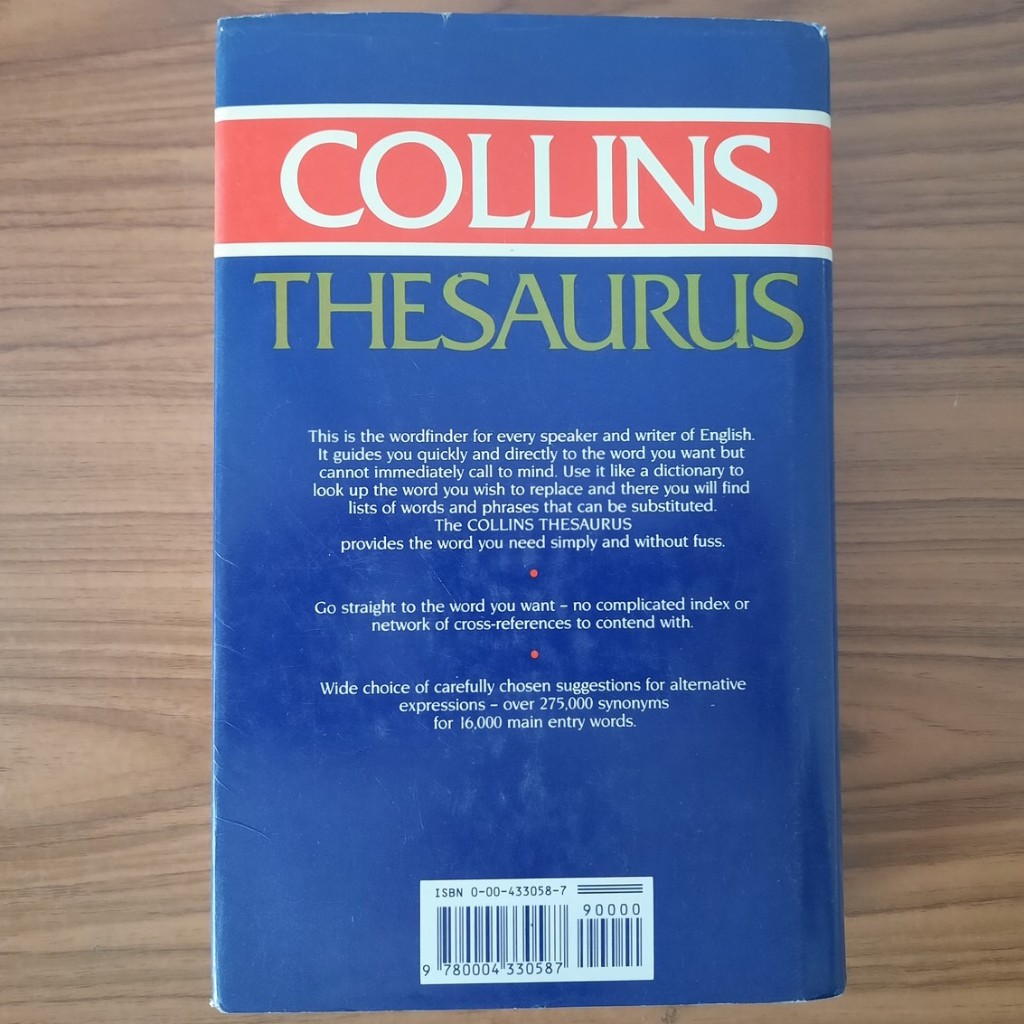 COLLINS
THESAURUS
This is the wordfinder for every speaker and writer of English.
It guides you quickly and directly to the word you want but
cannot immediately call to mind. Use it like a dictionary to
look up the word you wish to replace and there you will find
lists of words and phrases that can be substituted.
The COLLINS THESAURUS
provides the word you need simply and without fuss.
Go straight to the word you want – no complicated index or
network of cross-references to contend with.
Wide choice of carefully chosen suggestions for alternative
expressions – over 275,000 synonyms
for 16,000 main entry words.
ISBN 0-00-433058-7
90000
9 780004 330587